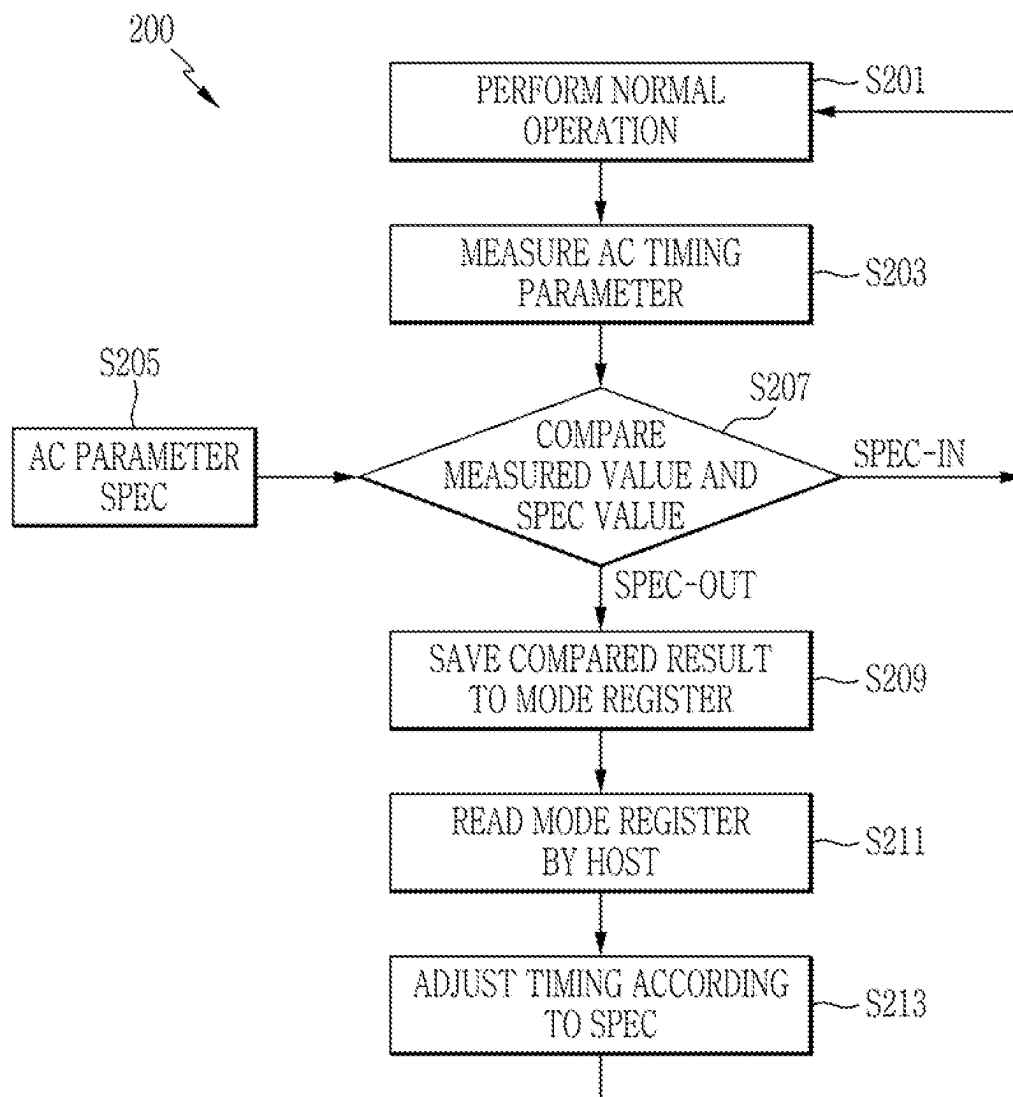 200
PERFORM NORMAL
OPERATION
S201
MEASURE AC TIMING
PARAMETER
S203
S205
AC PARAMETER
SPEC
S207
COMPARE
MEASURED VALUE AND
SPEC VALUE
SPEC-IN
SPEC-OUT
SAVE COMPARED RESULT
TO MODE REGISTER
S209
READ MODE REGISTER
BY HOST
S211
ADJUST TIMING ACCORDING
TO SPEC
S213